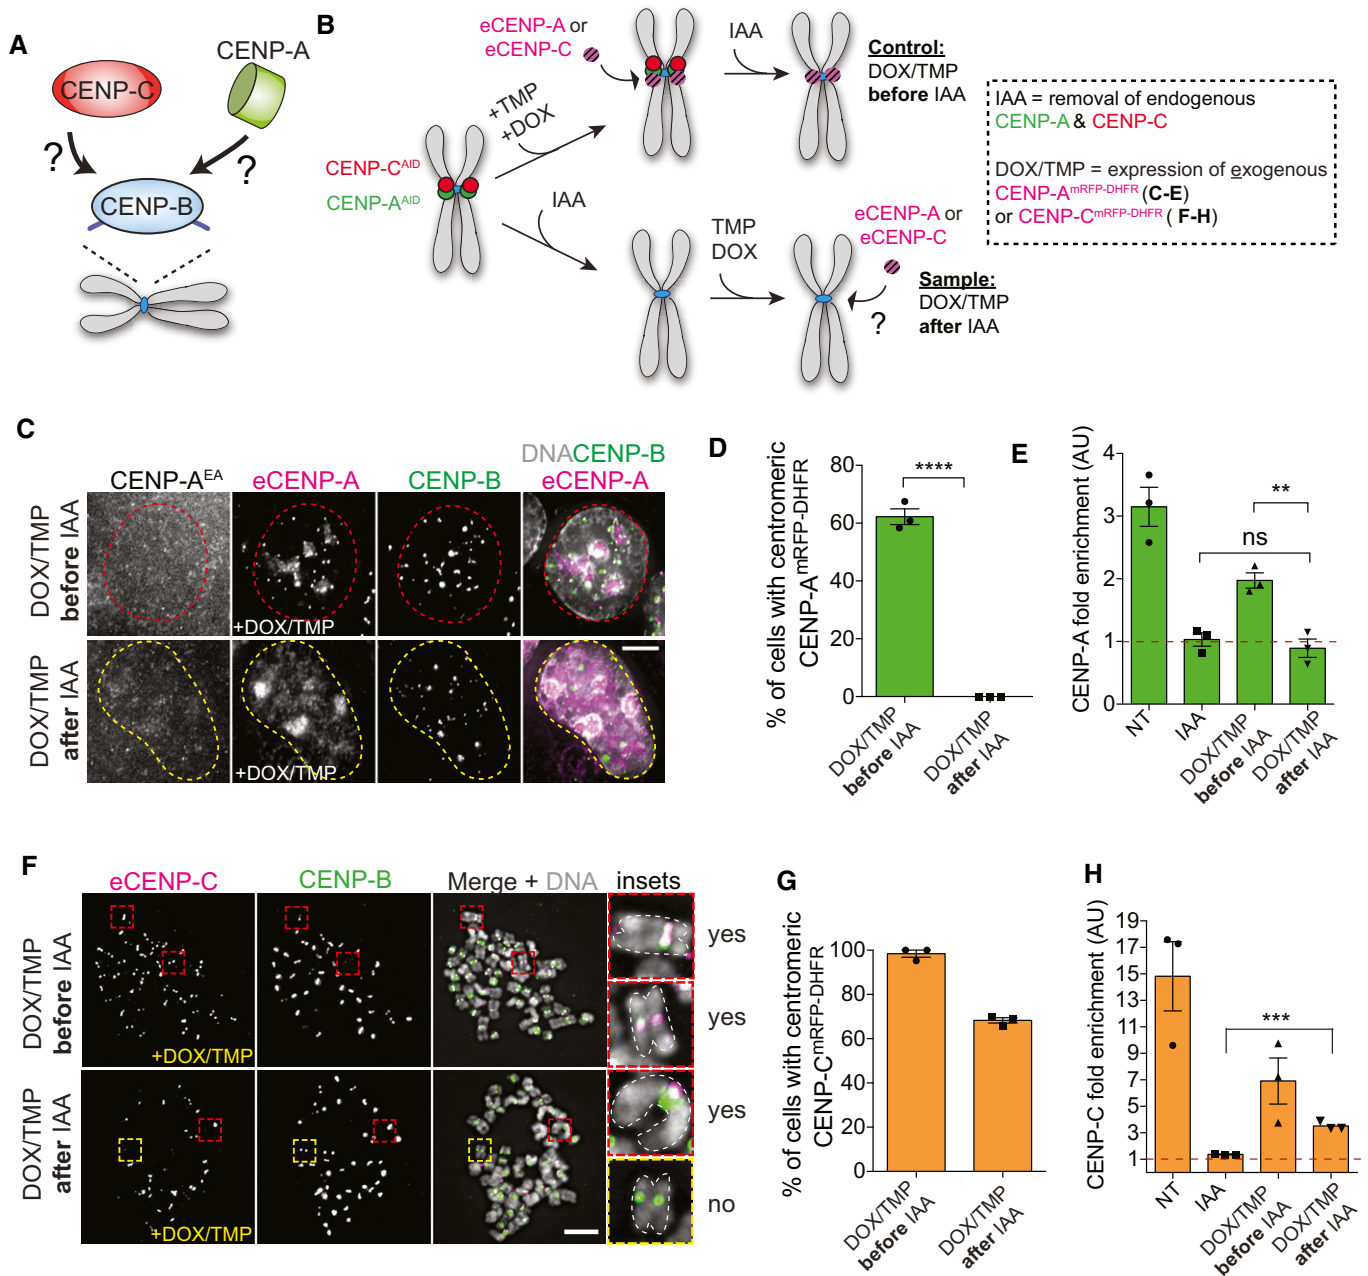 A
CENP-C
CENP-A
?
?
CENP-B
B
eCENP-A or
eCENP-C
IAA
Control:
DOX/TMP
before IAA
+TMP
+DOX
CENP-C^AID
CENP-A^AID
IAA
TMP
DOX
eCENP-A or
eCENP-C
?
Sample:
DOX/TMP
after IAA
IAA = removal of endogenous
CENP-A & CENP-C
DOX/TMP = expression of exogenous
CENP-A^mRFP-DHFR (C-E)
or CENP-C^mRFP-DHFR ( F-H)
C
CENP-A^EA
eCENP-A
CENP-B
DNACENP-B
eCENP-A
DOX/TMP
before IAA
+DOX/TMP
DOX/TMP
after IAA
+DOX/TMP
D
% of cells with centromeric
CENP-A^mRFP-DHFR
80
60
40
20
0
****
DOX/TMP
before IAA
DOX/TMP
after IAA
E
CENP-A fold enrichment (AU)
4
3
2
1
0
**
ns
NT
IAA
DOX/TMP
before IAA
DOX/TMP
after IAA
F
eCENP-C
CENP-B
Merge + DNA
insets
DOX/TMP
before IAA
+DOX/TMP
yes
yes
DOX/TMP
after IAA
+DOX/TMP
yes
no
G
% of cells with centromeric
CENP-C^mRFP-DHFR
100
80
60
40
20
0
DOX/TMP
before IAA
DOX/TMP
after IAA
H
CENP-C fold enrichment (AU)
19
17
15
13
11
9
7
5
3
1
***
NT
IAA
DOX/TMP
before IAA
DOX/TMP
after IAA